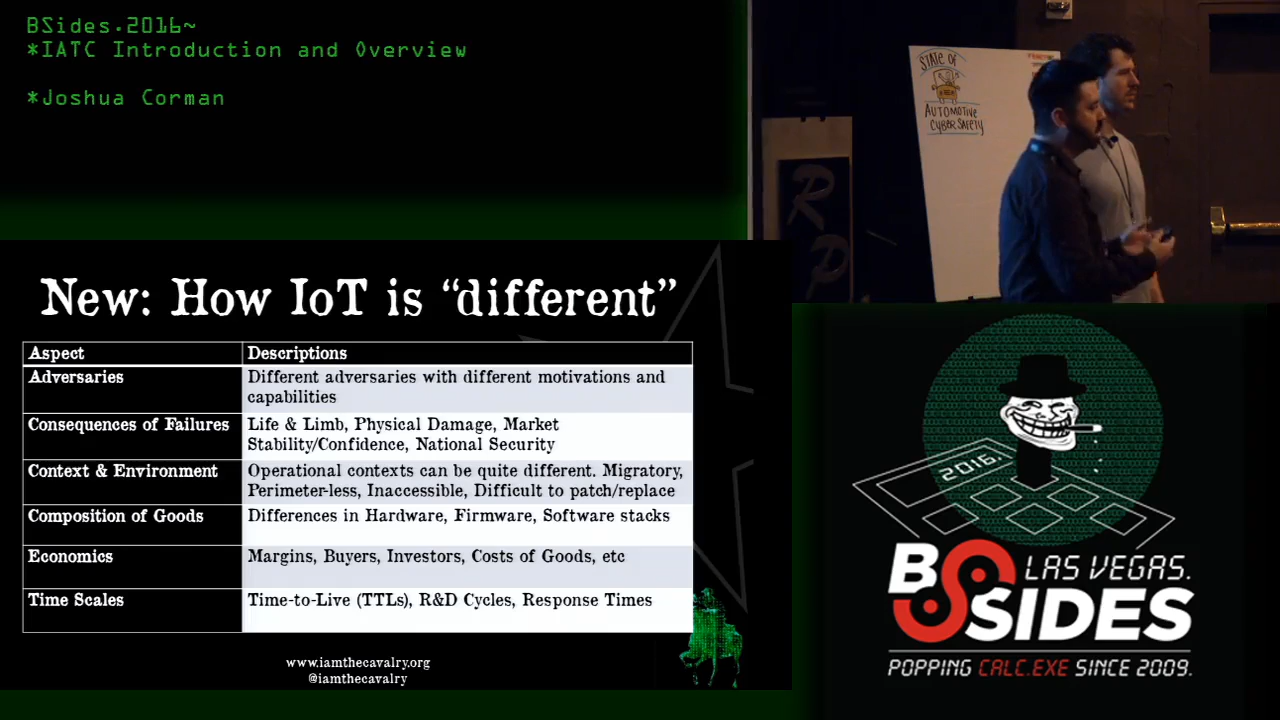 BSides.2016~
*IATC Introduction and Overview
*Joshua Corman
STATE OF
AUTOMOTIVE
CYBER SAFETY
RP
New: How IoT is “different”
Aspect Descriptions
Adversaries Different adversaries with different motivations and
capabilities
Consequences of Failures Life & Limb, Physical Damage, Market
Stability/Confidence, National Security
Context & Environment Operational contexts can be quite different. Migratory,
Perimeter-less, Inaccessible, Difficult to patch/replace
Composition of Goods Differences in Hardware, Firmware, Software stacks
Economics Margins, Buyers, Investors, Costs of Goods, etc
Time Scales Time-to-Live (TTLs), R&D Cycles, Response Times
www.iamthecavalry.org
@iamthecavalry
2016.
BSIDES
LAS VEGAS.
POPPING CALC.EXE SINCE 2009.